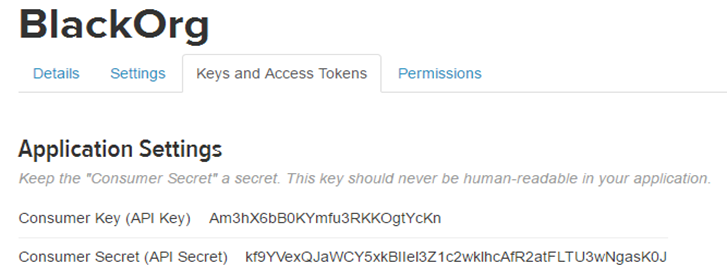 BlackOrg
Details Settings Keys and Access Tokens Permissions
Application Settings
Keep the "Consumer Secret" a secret. This key should never be human-readable in your application.
Consumer Key (API Key) Am3hX6bB0KYmfu3RKKOgtYcKn
Consumer Secret (API Secret) kf9YVexQJaWCY5xkBIIeI3Z1c2wklhcAfR2atFLTU3wNgasK0J